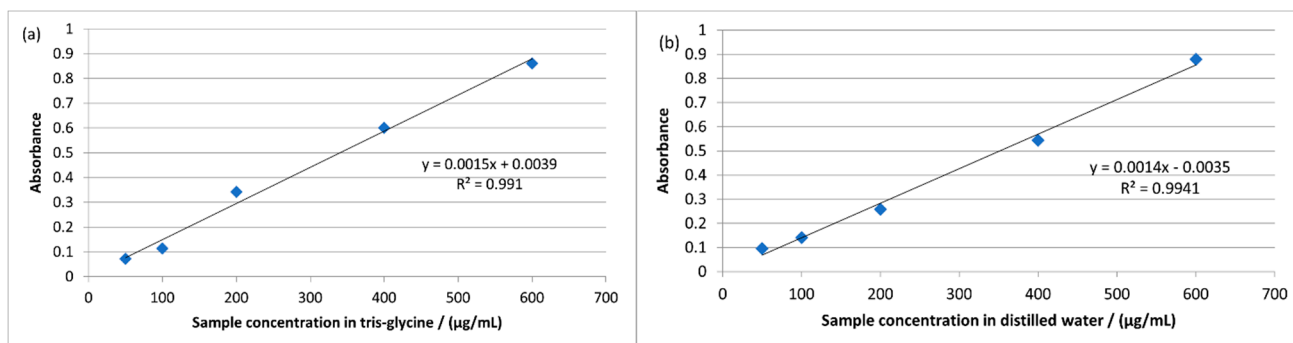 (a)
1
0.9
0.8
0.7
0.6
0.5
0.4
0.3
0.2
0.1
0
Absorbance
y = 0.0015x + 0.0039
R² = 0.991
0 100 200 300 400 500 600 700
Sample concentration in tris-glycine / (µg/mL)
(b)
1
0.9
0.8
0.7
0.6
0.5
0.4
0.3
0.2
0.1
0
Absorbance
y = 0.0014x - 0.0035
R² = 0.9941
0 100 200 300 400 500 600 700
Sample concentration in distilled water / (µg/mL)